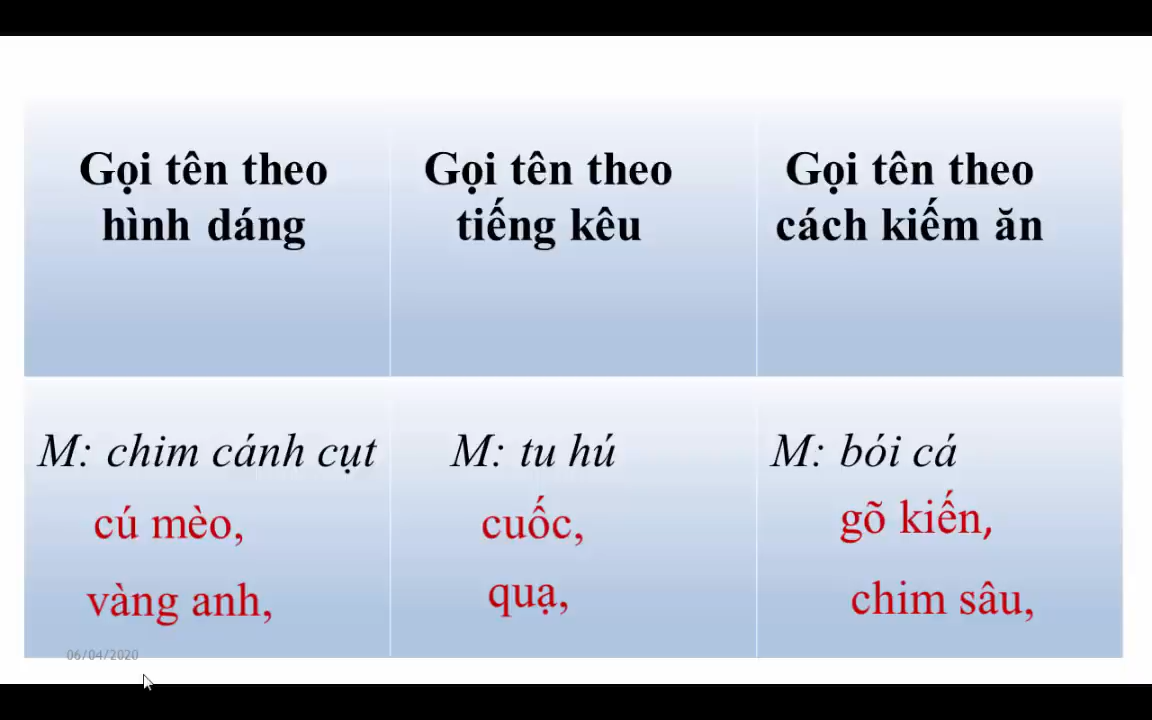 Gọi tên theo
hình dáng
Gọi tên theo
tiếng kêu
Gọi tên theo
cách kiếm ăn
M: chim cánh cụt
cú mèo,
vàng anh,
M: tu hú
cuốc,
quạ,
M: bói cá
gõ kiến,
chim sâu,
06/04/2020